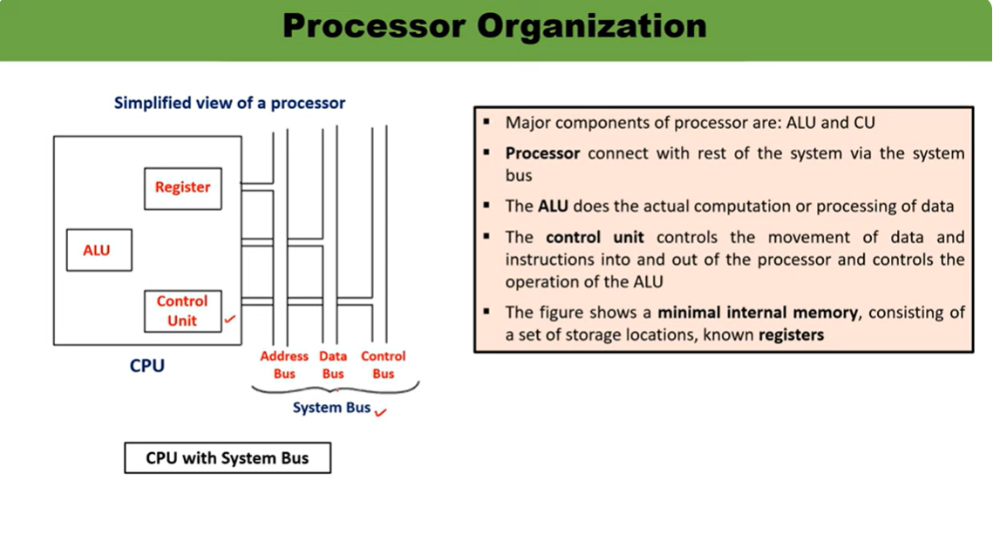 Processor Organization
Simplified view of a processor
Register
ALU
Control
Unit
CPU
Address Data Control
Bus Bus Bus
System Bus
CPU with System Bus
▪ Major components of processor are: ALU and CU
▪ Processor connect with rest of the system via the system
bus
▪ The ALU does the actual computation or processing of data
▪ The control unit controls the movement of data and
instructions into and out of the processor and controls the
operation of the ALU
▪ The figure shows a minimal internal memory, consisting of
a set of storage locations, known registers